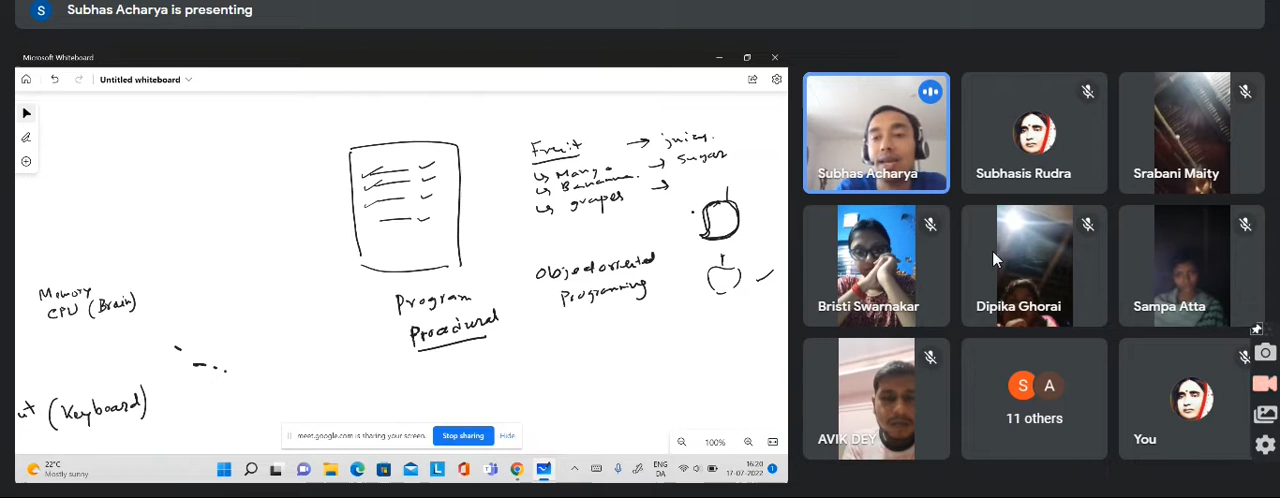 S Subhas Acharya is presenting
Microsoft Whiteboard
Untitled whiteboard
Fruit → juicy.
↳ Mango → Sugar
↳ Banana. →
↳ grapes
Object oriented
Programming
Program
Procedural
Memory
CPU (Brain)
ut (Keyboard)
meet.google.com is sharing your screen. Stop sharing Hide
100%
22°C
Mostly sunny
ENG
DA
16:20
17-07-2022
Subhas Acharya
Subhasis Rudra
Srabani Maity
Bristi Swarnakar
Dipika Ghorai
Sampa Atta
AVIK DEY
S A
11 others
You